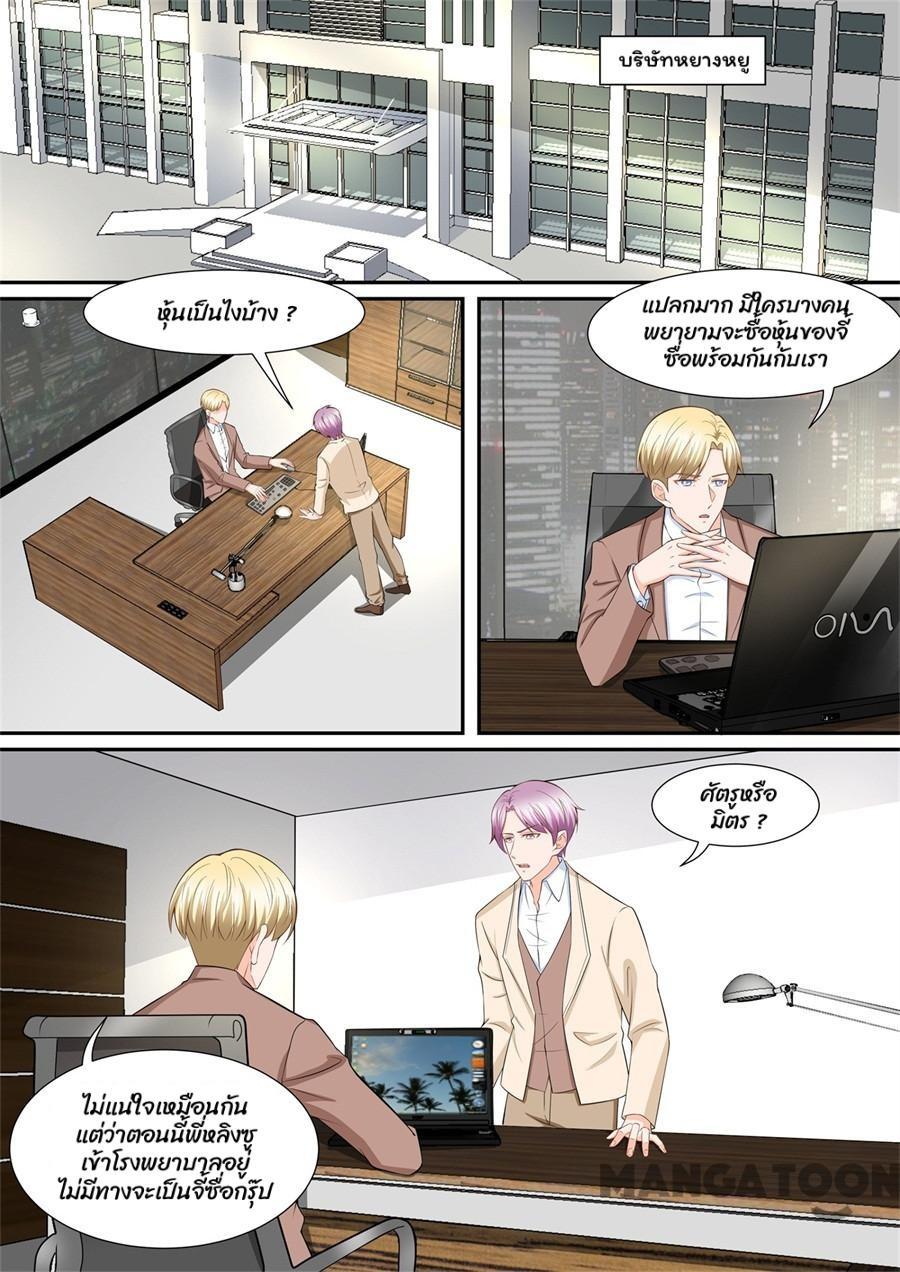 บริษัทหยางหยู
หุ้นเป็นไงบ้าง ?
แปลกมาก มีใครบางคน
พยายามจะซื้อหุ้นของจี้
ซื่อพร้อมกันกับเรา
VAIO
ศัตรูหรือ
มิตร ?
ไม่แน่ใจเหมือนกัน
แต่ว่าตอนนี้พี่หลิงซุ
เข้าโรงพยาบาลอยู่
ไม่มีทางจะเป็นจี้ซื่อกรุ๊ป
MANGATOON